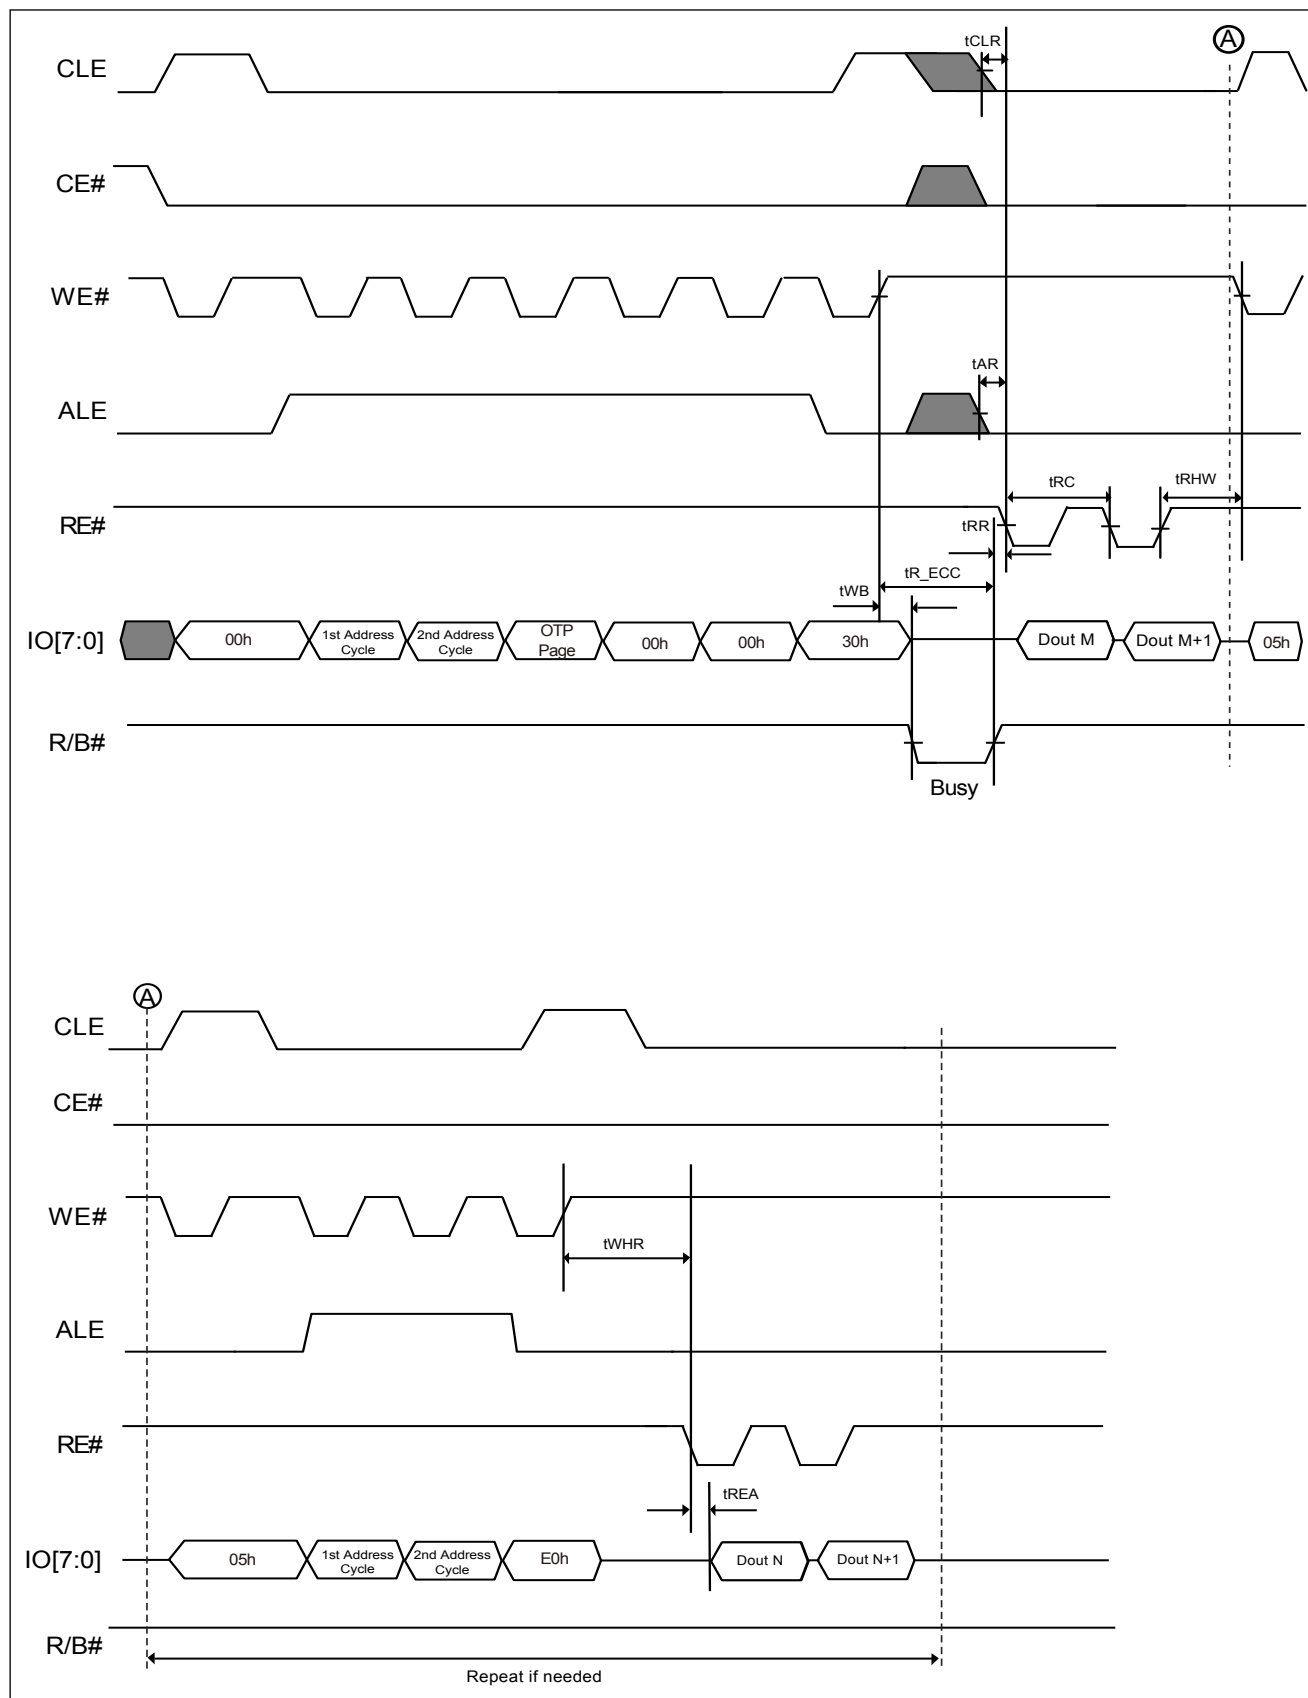 tCLR
A
CLE
CE#
WE#
tAR
ALE
tRC
tRHW
RE#
tRR
tR_ECC
tWB
IO[7:0]
00h
1st Address
Cycle
2nd Address
Cycle
OTP
Page
00h
00h
30h
Dout M
Dout M+1
05h
R/B#
Busy
A
CLE
CE#
WE#
tWHR
ALE
RE#
tREA
IO[7:0]
05h
1st Address
Cycle
2nd Address
Cycle
E0h
Dout N
Dout N+1
R/B#
Repeat if needed